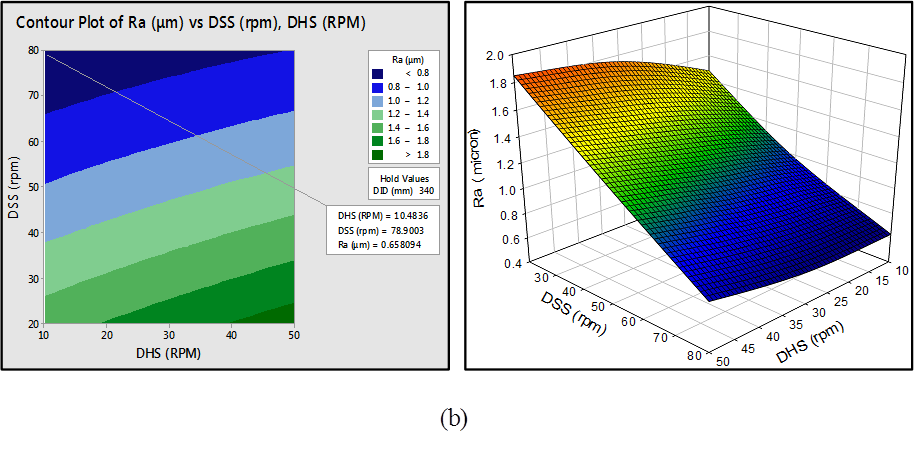 Contour Plot of Ra (µm) vs DSS (rpm), DHS (RPM)
80
70
60
50
40
30
20
DSS (rpm)
10
20
30
40
50
DHS (RPM)
Ra (µm)
< 0.8
0.8 – 1.0
1.0 – 1.2
1.2 – 1.4
1.4 – 1.6
1.6 – 1.8
> 1.8
Hold Values
DID (mm) 340
DHS (RPM) = 10.4836
DSS (rpm) = 78.9003
Ra (µm) = 0.658094
2.0
1.8
1.6
1.4
1.2
1.0
0.8
0.6
0.4
Ra ( micron)
30
40
50
60
70
80
DSS (rpm)
50
45
40
35
30
25
20
15
10
DHS (rpm)
(b)